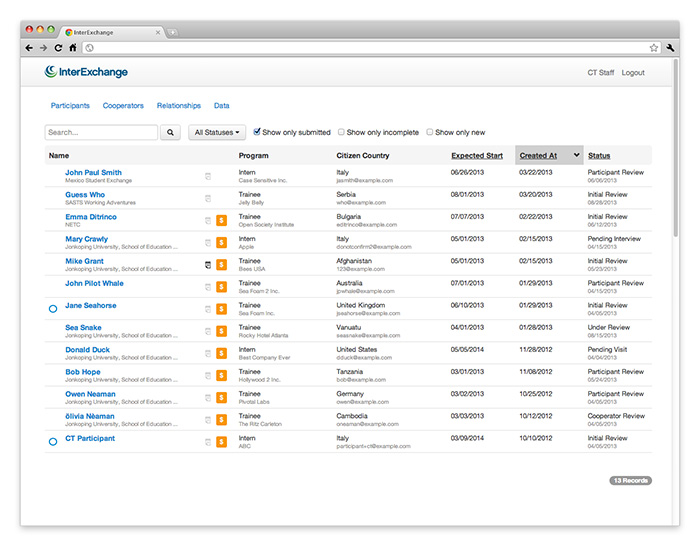 InterExchange
InterExchange
CT Staff Logout
Participants Cooperators Relationships Data
Search... All Statuses Show only submitted Show only incomplete Show only new
Name Program Citizen Country Expected Start Created At Status
John Paul Smith Intern Italy 06/26/2013 03/22/2013 Participant Review
Mexico Student Exchange Case Sensitive Inc. jasmith@example.com 06/06/2013
Guess Who Trainee Serbia 08/01/2013 03/20/2013 Initial Review
SASTS Working Adventures Jelly Belly who@example.com 08/28/2013
Emma Ditrinco Trainee Bulgaria 07/07/2013 02/22/2013 Initial Review
NETC $ Open Society Institute editrinco@example.com 06/12/2013
Mary Crawly Intern Italy 05/01/2013 02/15/2013 Pending Interview
Jonkoping University, School of Education ... $ Apple donotconfirm2@example.com 04/15/2013
Mike Grant Trainee Afghanistan 05/01/2013 02/15/2013 Initial Review
Jonkoping University, School of Education ... $ Bees USA 123@example.com 05/23/2013
John Pilot Whale Trainee Australia 07/01/2013 01/29/2013 Participant Review
$ Sea Foam 2 Inc. jpwhale@example.com 04/15/2013
Jane Seahorse Trainee United Kingdom 06/10/2013 01/29/2013 Initial Review
$ Sea Foam Inc. jseahorse@example.com 04/05/2013
Sea Snake Trainee Vanuatu 04/01/2013 01/28/2013 Under Review
Jonkoping University, School of Education ... $ Rocky Hotel Atlanta seasnake@example.com 08/15/2013
Donald Duck Intern United States 05/05/2014 11/28/2012 Pending Visit
Jonkoping University, School of Education ... $ Best Company Ever dduck@example.com 04/04/2013
Bob Hope Trainee Tanzania 03/01/2013 11/08/2012 Participant Review
Jonkoping University, School of Education ... $ Hollywood 2 Inc. bob@example.com 05/24/2013
Owen Neaman Trainee Germany 03/02/2013 10/25/2012 Participant Review
Jonkoping University, School of Education ... $ Pivotal Labs owen@example.com 04/05/2013
ölivia Nèaman Trainee Cambodia 03/03/2013 10/12/2012 Cooperator Review
Jonkoping University, School of Education ... $ The Ritz Carleton oneaman@example.com 04/05/2013
CT Participant Intern Italy 03/09/2014 10/10/2012 Initial Review
$ ABC participant+ct@example.com 04/05/2013
13 Records